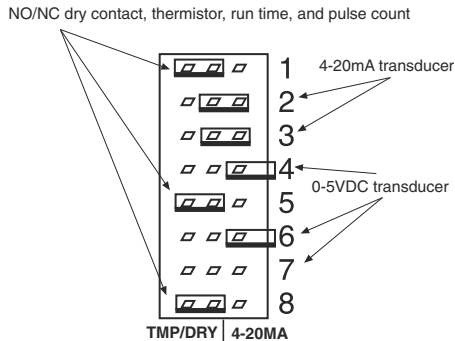 NO/NC dry contact, thermistor, run time, and pulse count
1
4-20mA transducer
2
3
4
0-5VDC transducer
5
6
7
8
TMP/DRY | 4-20MA